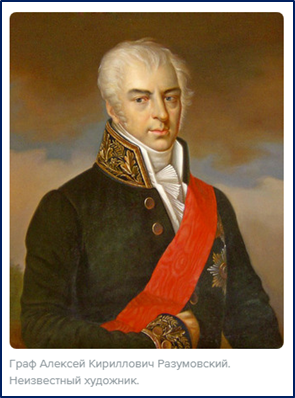 Граф Алексей Кириллович Разумовский.
Неизвестный художник.